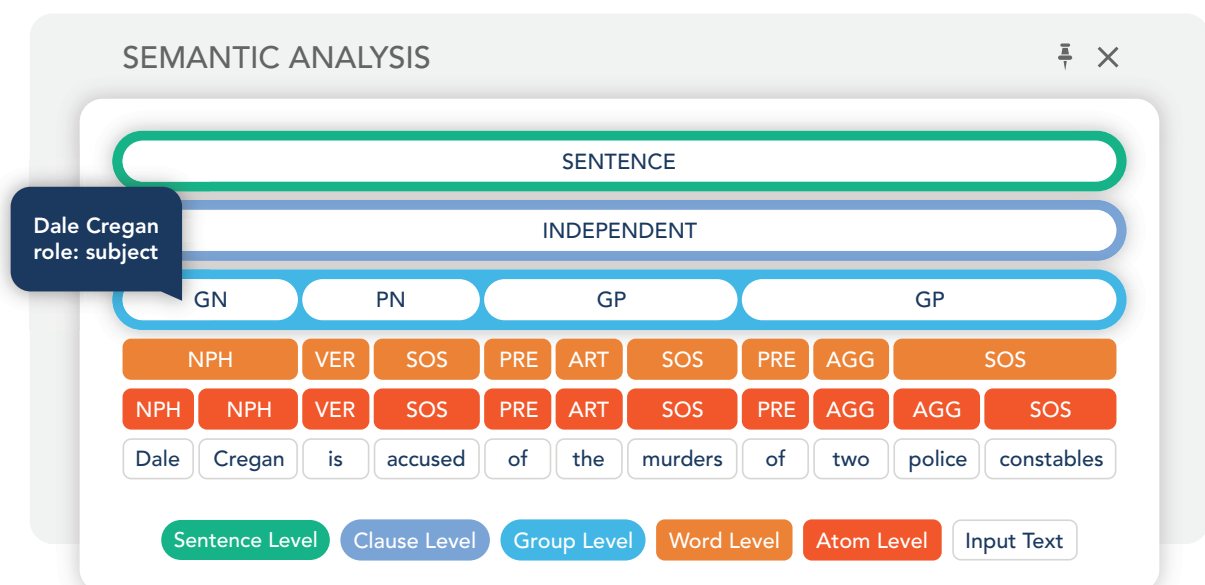 SEMANTIC ANALYSIS
SENTENCE
Dale Cregan
role: subject
INDEPENDENT
GN PN GP GP
NPH VER SOS PRE ART SOS PRE AGG SOS
NPH NPH VER SOS PRE ART SOS PRE AGG AGG SOS
Dale Cregan is accused of the murders of two police constables
Sentence Level Clause Level Group Level Word Level Atom Level Input Text